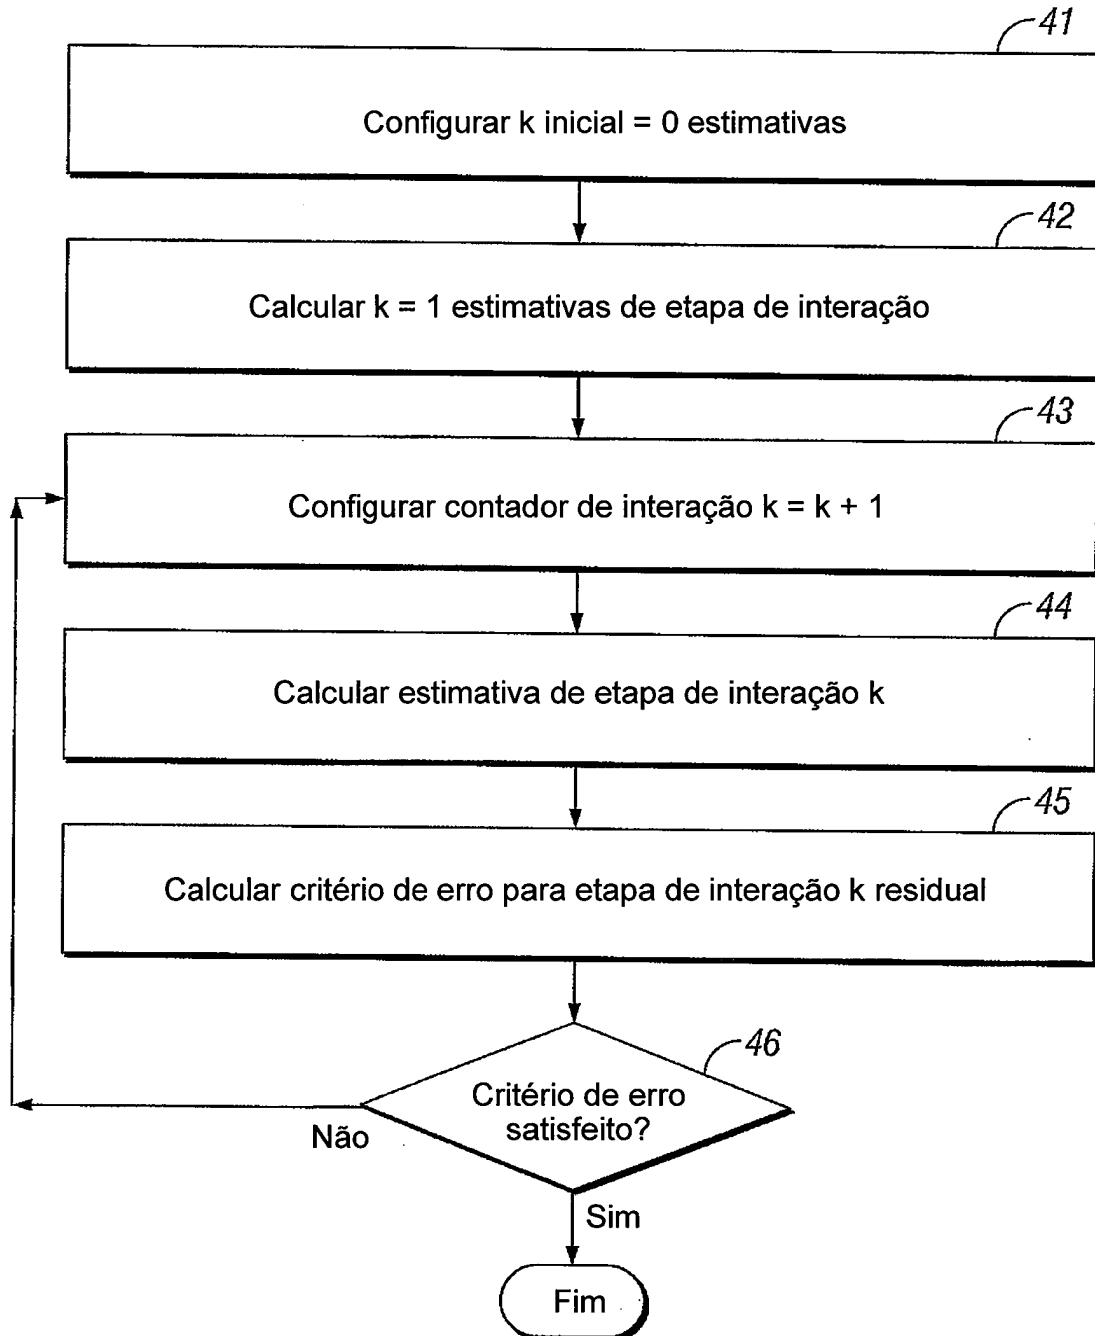 41
Configurar k inicial = 0 estimativas
42
Calcular k = 1 estimativas de etapa de interação
43
Configurar contador de interação k = k + 1
44
Calcular estimativa de etapa de interação k
45
Calcular critério de erro para etapa de interação k residual
46
Critério de erro
satisfeito?
Não
Sim
Fim